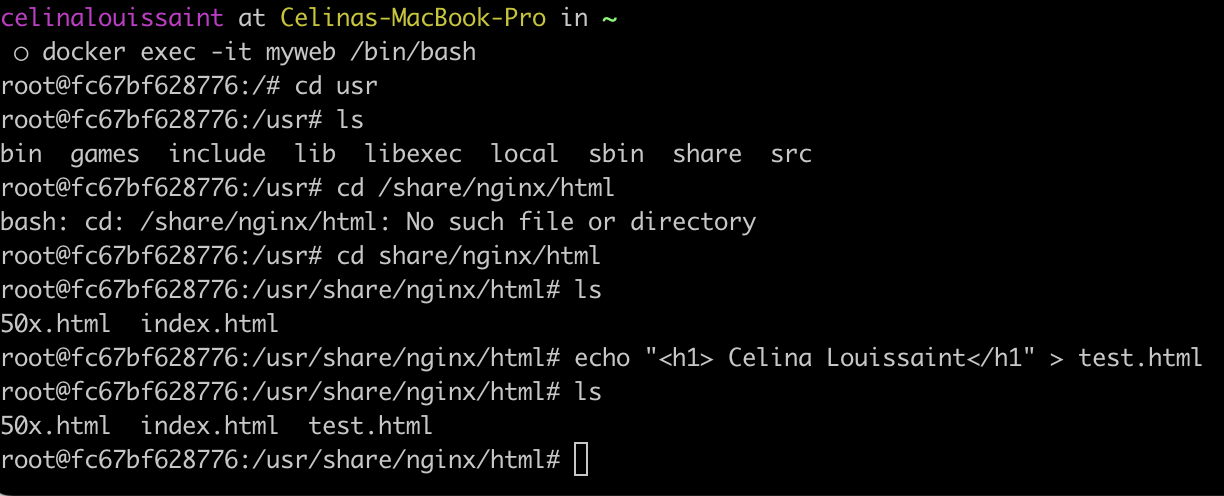 celinalouissaint at Celinas-MacBook-Pro in ~
○ docker exec -it myweb /bin/bash
root@fc67bf628776:/# cd usr
root@fc67bf628776:/usr# ls
bin  games  include  lib  libexec  local  sbin  share  src
root@fc67bf628776:/usr# cd /share/nginx/html
bash: cd: /share/nginx/html: No such file or directory
root@fc67bf628776:/usr# cd share/nginx/html
root@fc67bf628776:/usr/share/nginx/html# ls
50x.html  index.html
root@fc67bf628776:/usr/share/nginx/html# echo "<h1> Celina Louissaint</h1" > test.html
root@fc67bf628776:/usr/share/nginx/html# ls
50x.html  index.html  test.html
root@fc67bf628776:/usr/share/nginx/html#